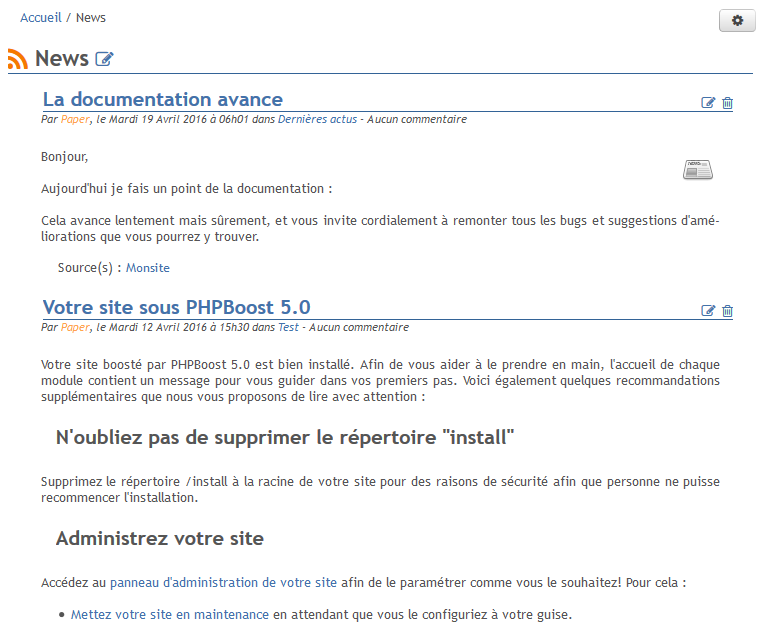 Accueil / News
News
La documentation avance
Par Paper, le Mardi 19 Avril 2016 à 06h01 dans Dernières actus - Aucun commentaire
Bonjour,
Aujourd'hui je fais un point de la documentation :
Cela avance lentement mais sûrement, et vous invite cordialement à remonter tous les bugs et suggestions d'amé-
liorations que vous pourrez y trouver.
Source(s) : Monsite
Votre site sous PHPBoost 5.0
Par Paper, le Mardi 12 Avril 2016 à 15h30 dans Test - Aucun commentaire
Votre site boosté par PHPBoost 5.0 est bien installé. Afin de vous aider à le prendre en main, l'accueil de chaque
module contient un message pour vous guider dans vos premiers pas. Voici également quelques recommandations
supplémentaires que nous vous proposons de lire avec attention :
N'oubliez pas de supprimer le répertoire "install"
Supprimez le répertoire /install à la racine de votre site pour des raisons de sécurité afin que personne ne puisse
recommencer l'installation.
Administrez votre site
Accédez au panneau d'administration de votre site afin de le paramétrer comme vous le souhaitez! Pour cela :
• Mettez votre site en maintenance en attendant que vous le configuriez à votre guise.